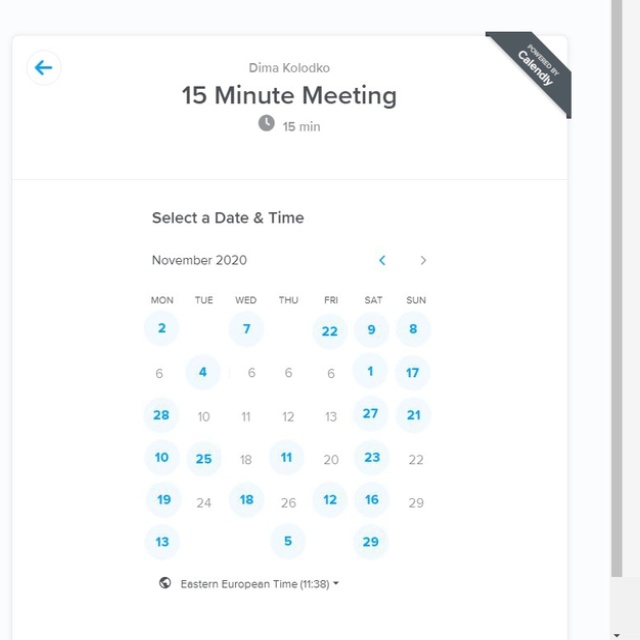 POWERED BY
Calendly
Dima Kolodko
15 Minute Meeting
15 min
Select a Date & Time
November 2020
MON TUE WED THU FRI SAT SUN
2 7 22 9 8
6 4 6 6 6 1 17
28 10 11 12 13 27 21
10 25 18 11 20 23 22
19 24 18 26 12 16 29
13 5 29
Eastern European Time (11:38)